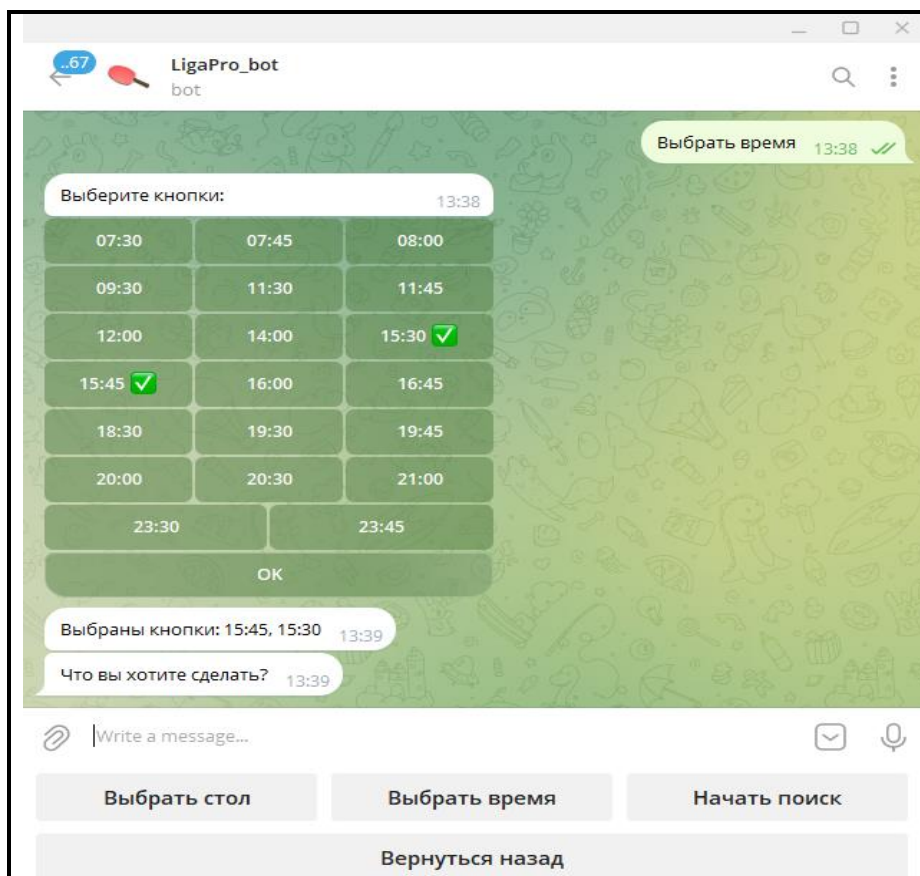 ..67
LigaPro_bot
bot
Выбрать время 13:38
Выберите кнопки: 13:38
07:30 07:45 08:00
09:30 11:30 11:45
12:00 14:00 15:30 ✅
15:45 ✅ 16:00 16:45
18:30 19:30 19:45
20:00 20:30 21:00
23:30 23:45
OK
Выбраны кнопки: 15:45, 15:30 13:39
Что вы хотите сделать? 13:39
Write a message...
Выбрать стол Выбрать время Начать поиск
Вернуться назад